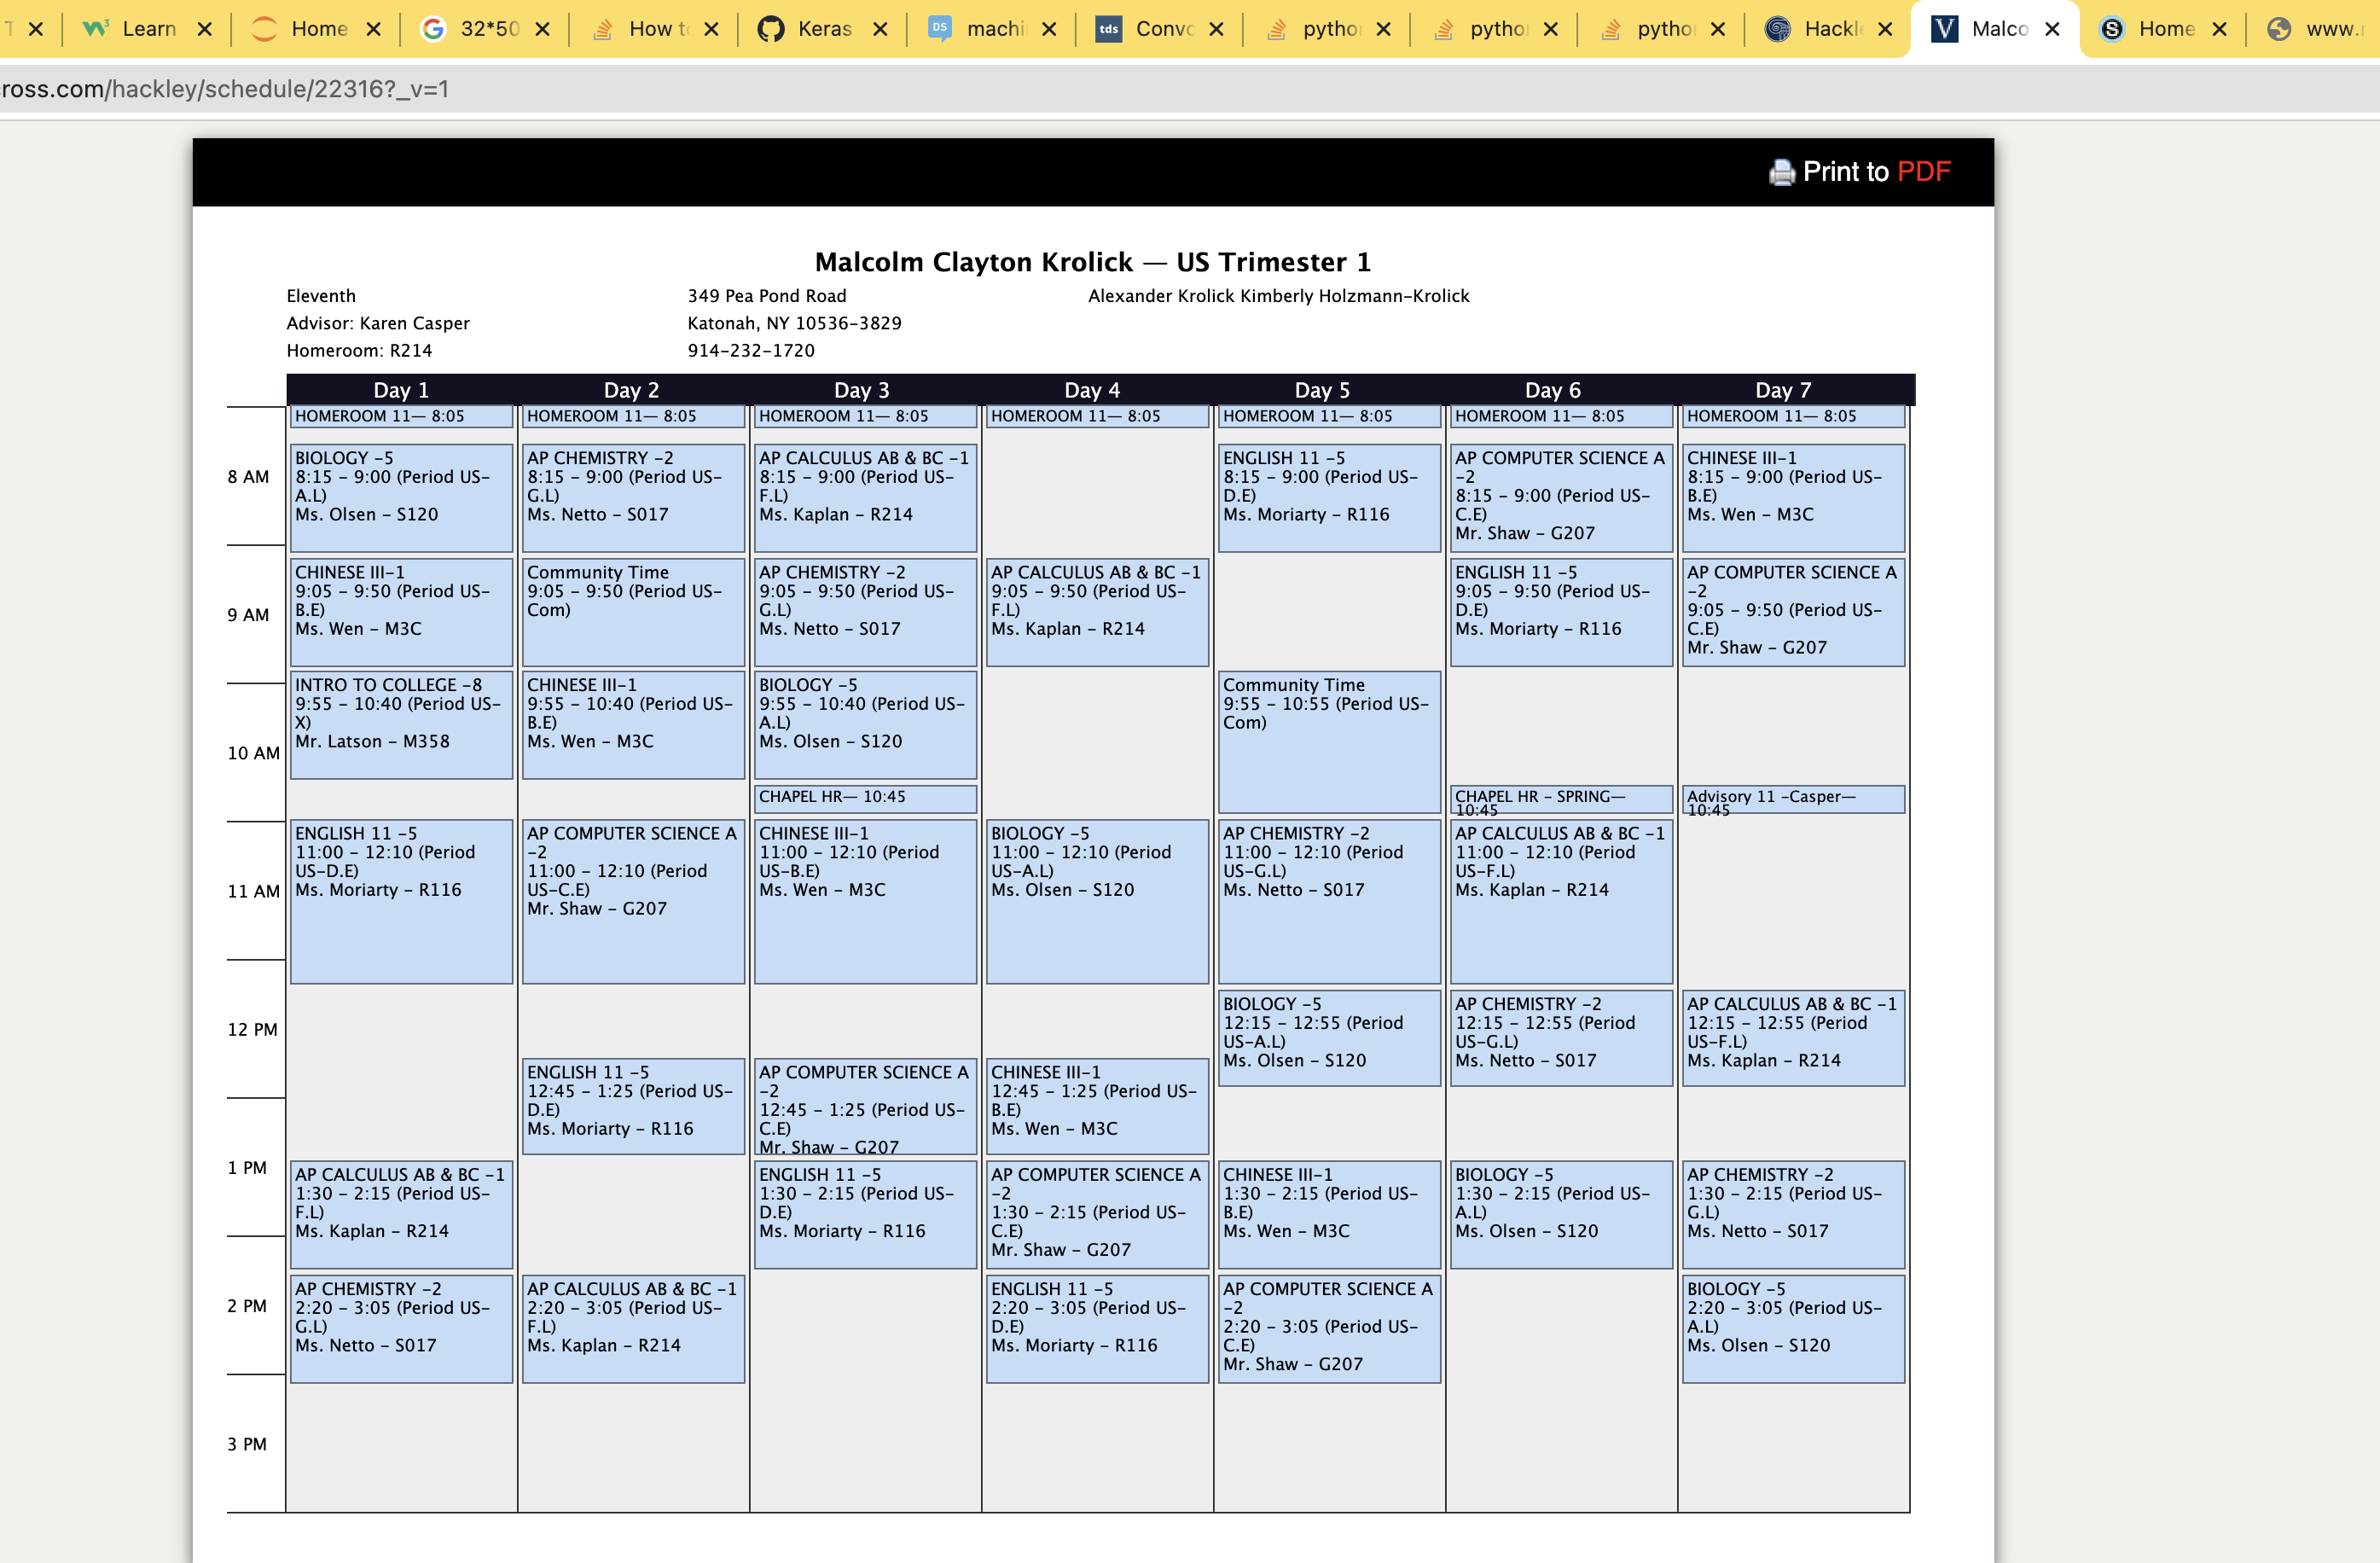 Learn
Home
32*50
How t
Keras
machi
Conv
pytho
pytho
pytho
Hackl
Malco
Home
www.
ross.com/hackley/schedule/22316?_v=1
Print to PDF
Malcolm Clayton Krolick — US Trimester 1
Eleventh
Advisor: Karen Casper
Homeroom: R214
349 Pea Pond Road
Katonah, NY 10536-3829
914-232-1720
Alexander Krolick Kimberly Holzmann-Krolick
8 AM
9 AM
10 AM
11 AM
12 PM
1 PM
2 PM
3 PM
Day 1
HOMEROOM 11— 8:05
BIOLOGY -5
8:15 - 9:00 (Period US-
A.L)
Ms. Olsen - S120
CHINESE III-1
9:05 - 9:50 (Period US-
B.E)
Ms. Wen - M3C
INTRO TO COLLEGE -8
9:55 - 10:40 (Period US-
X)
Mr. Latson - M358
ENGLISH 11 -5
11:00 - 12:10 (Period
US-D.E)
Ms. Moriarty - R116
AP CALCULUS AB & BC -1
1:30 - 2:15 (Period US-
F.L)
Ms. Kaplan - R214
AP CHEMISTRY -2
2:20 - 3:05 (Period US-
G.L)
Ms. Netto - S017
Day 2
HOMEROOM 11— 8:05
AP CHEMISTRY -2
8:15 - 9:00 (Period US-
G.L)
Ms. Netto - S017
Community Time
9:05 - 9:50 (Period US-
Com)
CHINESE III-1
9:55 - 10:40 (Period US-
B.E)
Ms. Wen - M3C
AP COMPUTER SCIENCE A
-2
11:00 - 12:10 (Period
US-C.E)
Mr. Shaw - G207
ENGLISH 11 -5
12:45 - 1:25 (Period US-
D.E)
Ms. Moriarty - R116
AP CALCULUS AB & BC -1
2:20 - 3:05 (Period US-
F.L)
Ms. Kaplan - R214
Day 3
HOMEROOM 11— 8:05
AP CALCULUS AB & BC -1
8:15 - 9:00 (Period US-
F.L)
Ms. Kaplan - R214
AP CHEMISTRY -2
9:05 - 9:50 (Period US-
G.L)
Ms. Netto - S017
BIOLOGY -5
9:55 - 10:40 (Period US-
A.L)
Ms. Olsen - S120
CHAPEL HR— 10:45
CHINESE III-1
11:00 - 12:10 (Period
US-B.E)
Ms. Wen - M3C
AP COMPUTER SCIENCE A
-2
12:45 - 1:25 (Period US-
C.E)
Mr. Shaw - G207
ENGLISH 11 -5
1:30 - 2:15 (Period US-
D.E)
Ms. Moriarty - R116
Day 4
HOMEROOM 11— 8:05
AP CALCULUS AB & BC -1
9:05 - 9:50 (Period US-
F.L)
Ms. Kaplan - R214
BIOLOGY -5
11:00 - 12:10 (Period
US-A.L)
Ms. Olsen - S120
CHINESE III-1
12:45 - 1:25 (Period US-
B.E)
Ms. Wen - M3C
AP COMPUTER SCIENCE A
-2
1:30 - 2:15 (Period US-
C.E)
Mr. Shaw - G207
ENGLISH 11 -5
2:20 - 3:05 (Period US-
D.E)
Ms. Moriarty - R116
Day 5
HOMEROOM 11— 8:05
ENGLISH 11 -5
8:15 - 9:00 (Period US-
D.E)
Ms. Moriarty - R116
Community Time
9:55 - 10:55 (Period US-
Com)
AP CHEMISTRY -2
11:00 - 12:10 (Period
US-G.L)
Ms. Netto - S017
BIOLOGY -5
12:15 - 12:55 (Period
US-A.L)
Ms. Olsen - S120
CHINESE III-1
1:30 - 2:15 (Period US-
B.E)
Ms. Wen - M3C
AP COMPUTER SCIENCE A
-2
2:20 - 3:05 (Period US-
C.E)
Mr. Shaw - G207
Day 6
HOMEROOM 11— 8:05
AP COMPUTER SCIENCE A
-2
8:15 - 9:00 (Period US-
C.E)
Mr. Shaw - G207
ENGLISH 11 -5
9:05 - 9:50 (Period US-
D.E)
Ms. Moriarty - R116
CHAPEL HR - SPRING—
10:45
AP CALCULUS AB & BC -1
11:00 - 12:10 (Period
US-F.L)
Ms. Kaplan - R214
AP CHEMISTRY -2
12:15 - 12:55 (Period
US-G.L)
Ms. Netto - S017
BIOLOGY -5
1:30 - 2:15 (Period US-
A.L)
Ms. Olsen - S120
Day 7
HOMEROOM 11— 8:05
CHINESE III-1
8:15 - 9:00 (Period US-
B.E)
Ms. Wen - M3C
AP COMPUTER SCIENCE A
-2
9:05 - 9:50 (Period US-
C.E)
Mr. Shaw - G207
Advisory 11 -Casper—
10:45
AP CALCULUS AB & BC -1
12:15 - 12:55 (Period
US-F.L)
Ms. Kaplan - R214
AP CHEMISTRY -2
1:30 - 2:15 (Period US-
G.L)
Ms. Netto - S017
BIOLOGY -5
2:20 - 3:05 (Period US-
A.L)
Ms. Olsen - S120